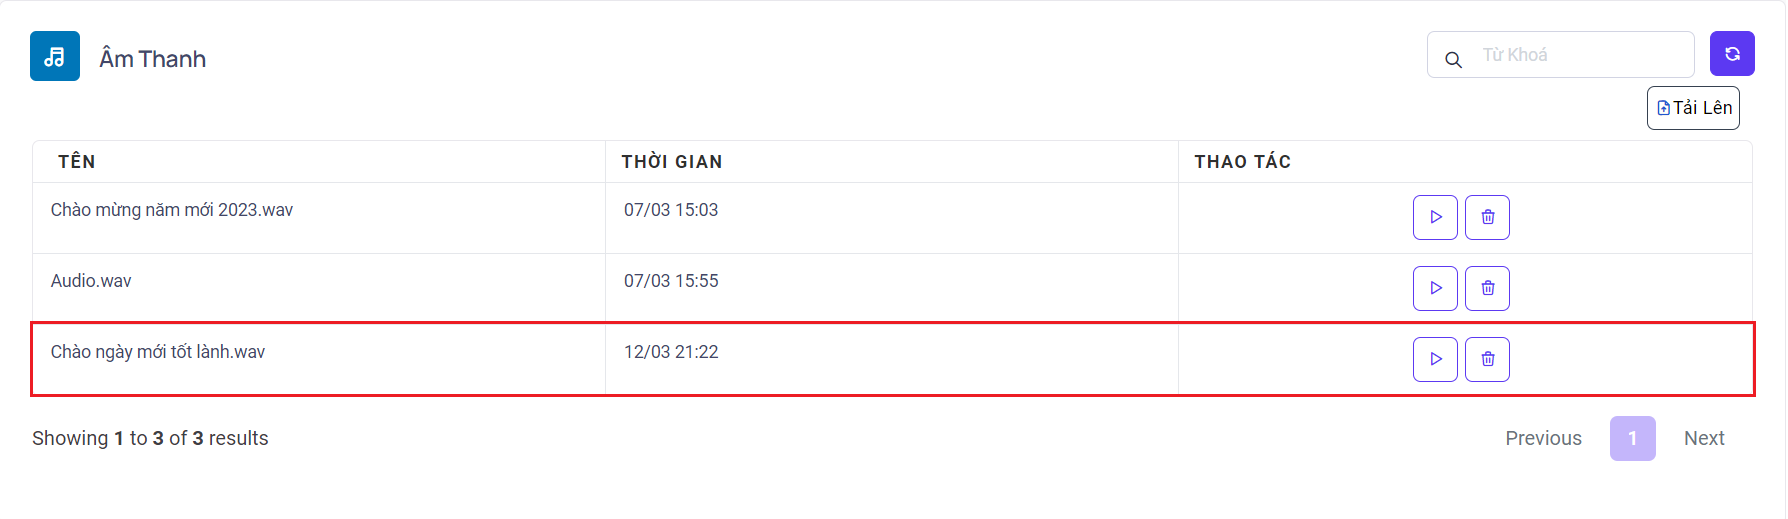 Âm Thanh
Từ Khoá
Tải Lên
TÊN THỜI GIAN THAO TÁC
Chào mừng năm mới 2023.wav 07/03 15:03
Audio.wav 07/03 15:55
Chào ngày mới tốt lành.wav 12/03 21:22
Showing 1 to 3 of 3 results Previous 1 Next